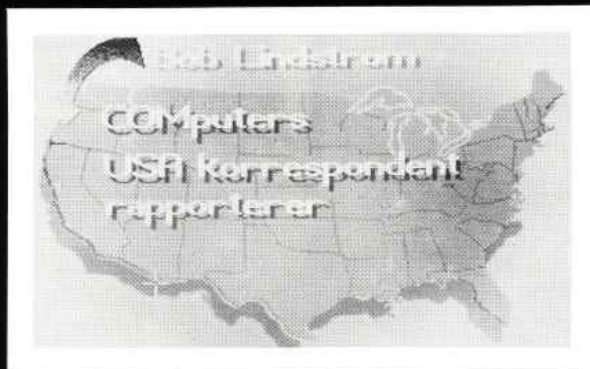 Bob Lindstrom
COMputers
USA korrespondent
rapporterer